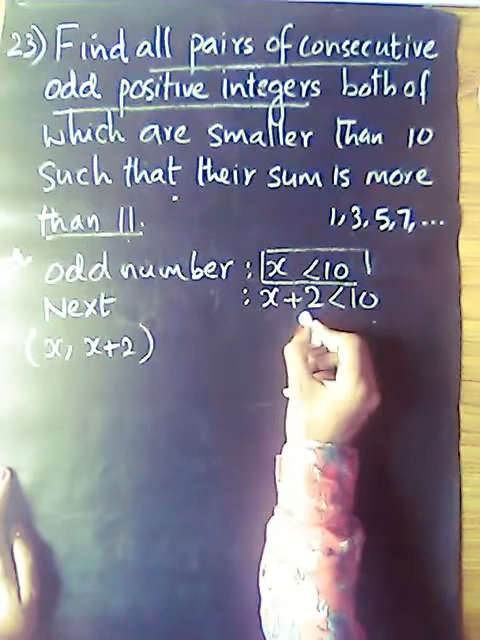 23) Find all pairs of consecutive
odd positive integers both of
which are smaller than 10
such that their sum is more
than 11. 1, 3, 5, 7, ...
odd number : x < 10
Next : x+2<10
(x, x+2)